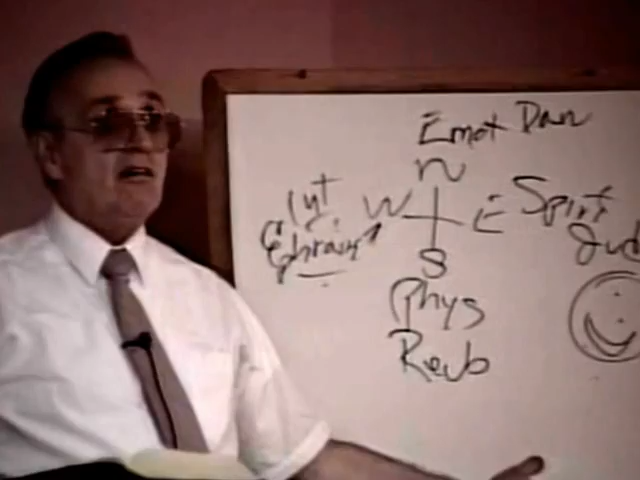 Emot Dan
N
Int W E Spirit
Ephraim Jud
S
Phys
Reub